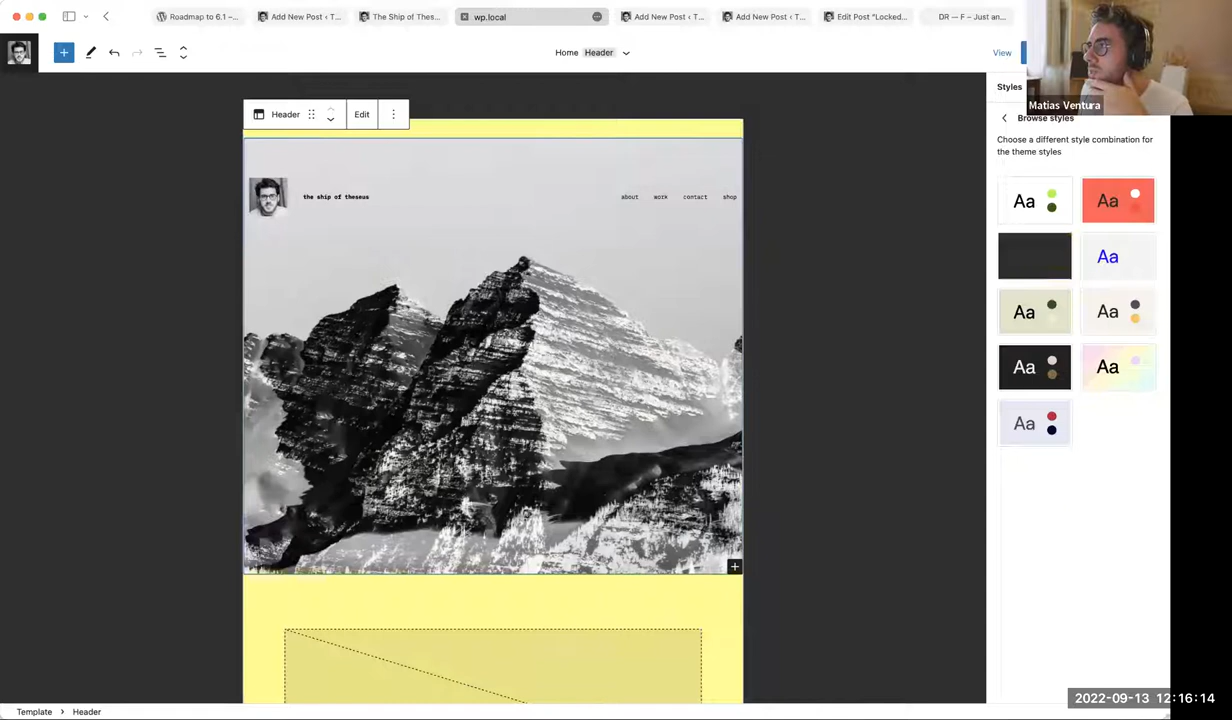 Roadmap to 6.1 –...
Add New Post ‹ T...
The Ship of Thes...
wp.local
Add New Post ‹ T...
Add New Post ‹ T...
Edit Post "Locked...
DR — F – Just an...
Home Header
View
Styles
Matias Ventura
Browse styles
Choose a different style combination for
the theme styles
Header
Edit
the ship of theseus
about work contact shop
Aa
Aa
Aa
Aa
Aa
Aa
Aa
Aa
Template > Header
2022-09-13 12:16:14